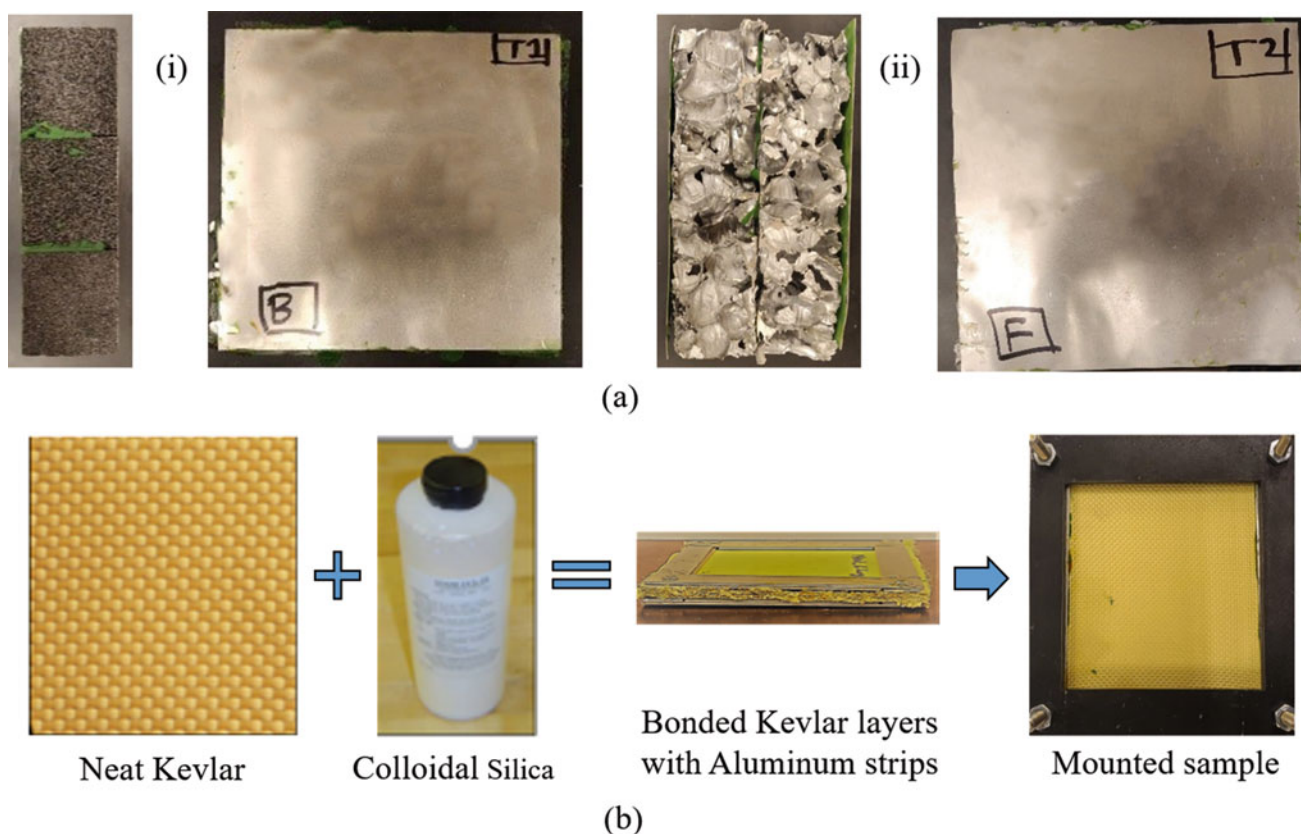 (i)
T1
B
(ii)
T2
F
(a)
Neat Kevlar
Colloidal Silica
Bonded Kevlar layers
with Aluminum strips
Mounted sample
(b)